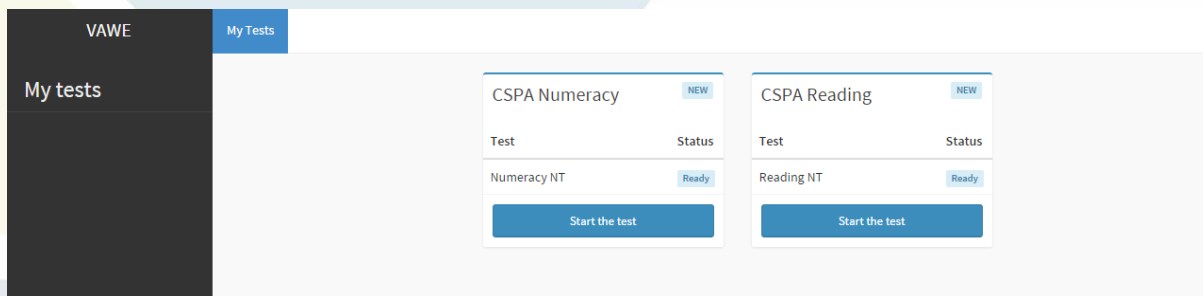 VAWE
My Tests
My tests
CSPA Numeracy NEW
Test Status
Numeracy NT Ready
Start the test
CSPA Reading NEW
Test Status
Reading NT Ready
Start the test